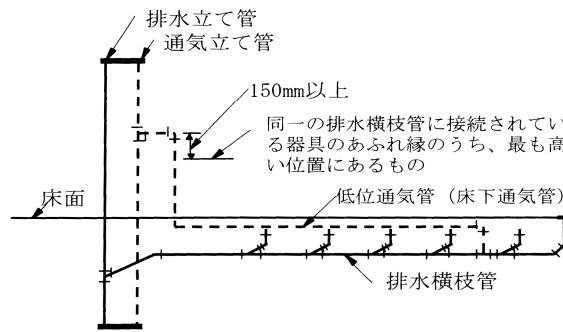 排水立て管
通気立て管
150mm以上
同一の排水横枝管に接続されてい
る器具のあふれ縁のうち、最も高
い位置にあるもの
床面
低位通気管（床下通気管）
排水横枝管